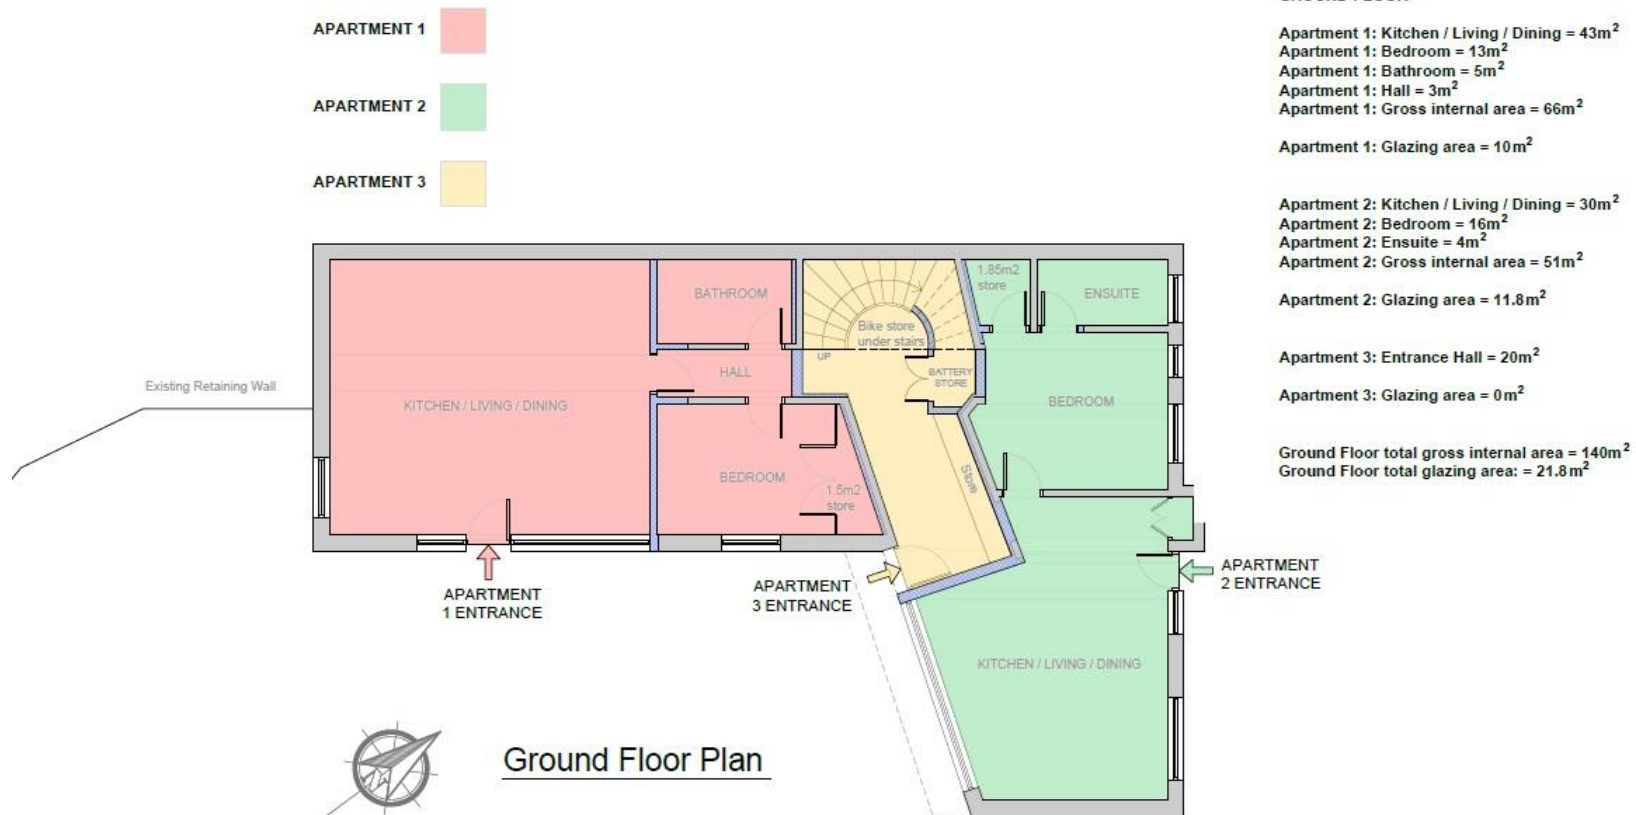 GROUND FLOOR
APARTMENT 1
APARTMENT 2
APARTMENT 3
Apartment 1: Kitchen / Living / Dining = 43m²
Apartment 1: Bedroom = 13m²
Apartment 1: Bathroom = 5m²
Apartment 1: Hall = 3m²
Apartment 1: Gross internal area = 66m²
Apartment 1: Glazing area = 10m²
Apartment 2: Kitchen / Living / Dining = 30m²
Apartment 2: Bedroom = 16m²
Apartment 2: Ensuite = 4m²
Apartment 2: Gross internal area = 51m²
Apartment 2: Glazing area = 11.8m²
Apartment 3: Entrance Hall = 20m²
Apartment 3: Glazing area = 0m²
Ground Floor total gross internal area = 140m²
Ground Floor total glazing area: = 21.8m²
BATHROOM
1.85m2
store
ENSUITE
Bike store
under stairs
UP
HALL
BATTERY
STORE
Existing Retaining Wall
KITCHEN / LIVING / DINING
BEDROOM
BEDROOM
1.5m2
store
Store
APARTMENT
1 ENTRANCE
APARTMENT
3 ENTRANCE
APARTMENT
2 ENTRANCE
KITCHEN / LIVING / DINING
N
Ground Floor Plan